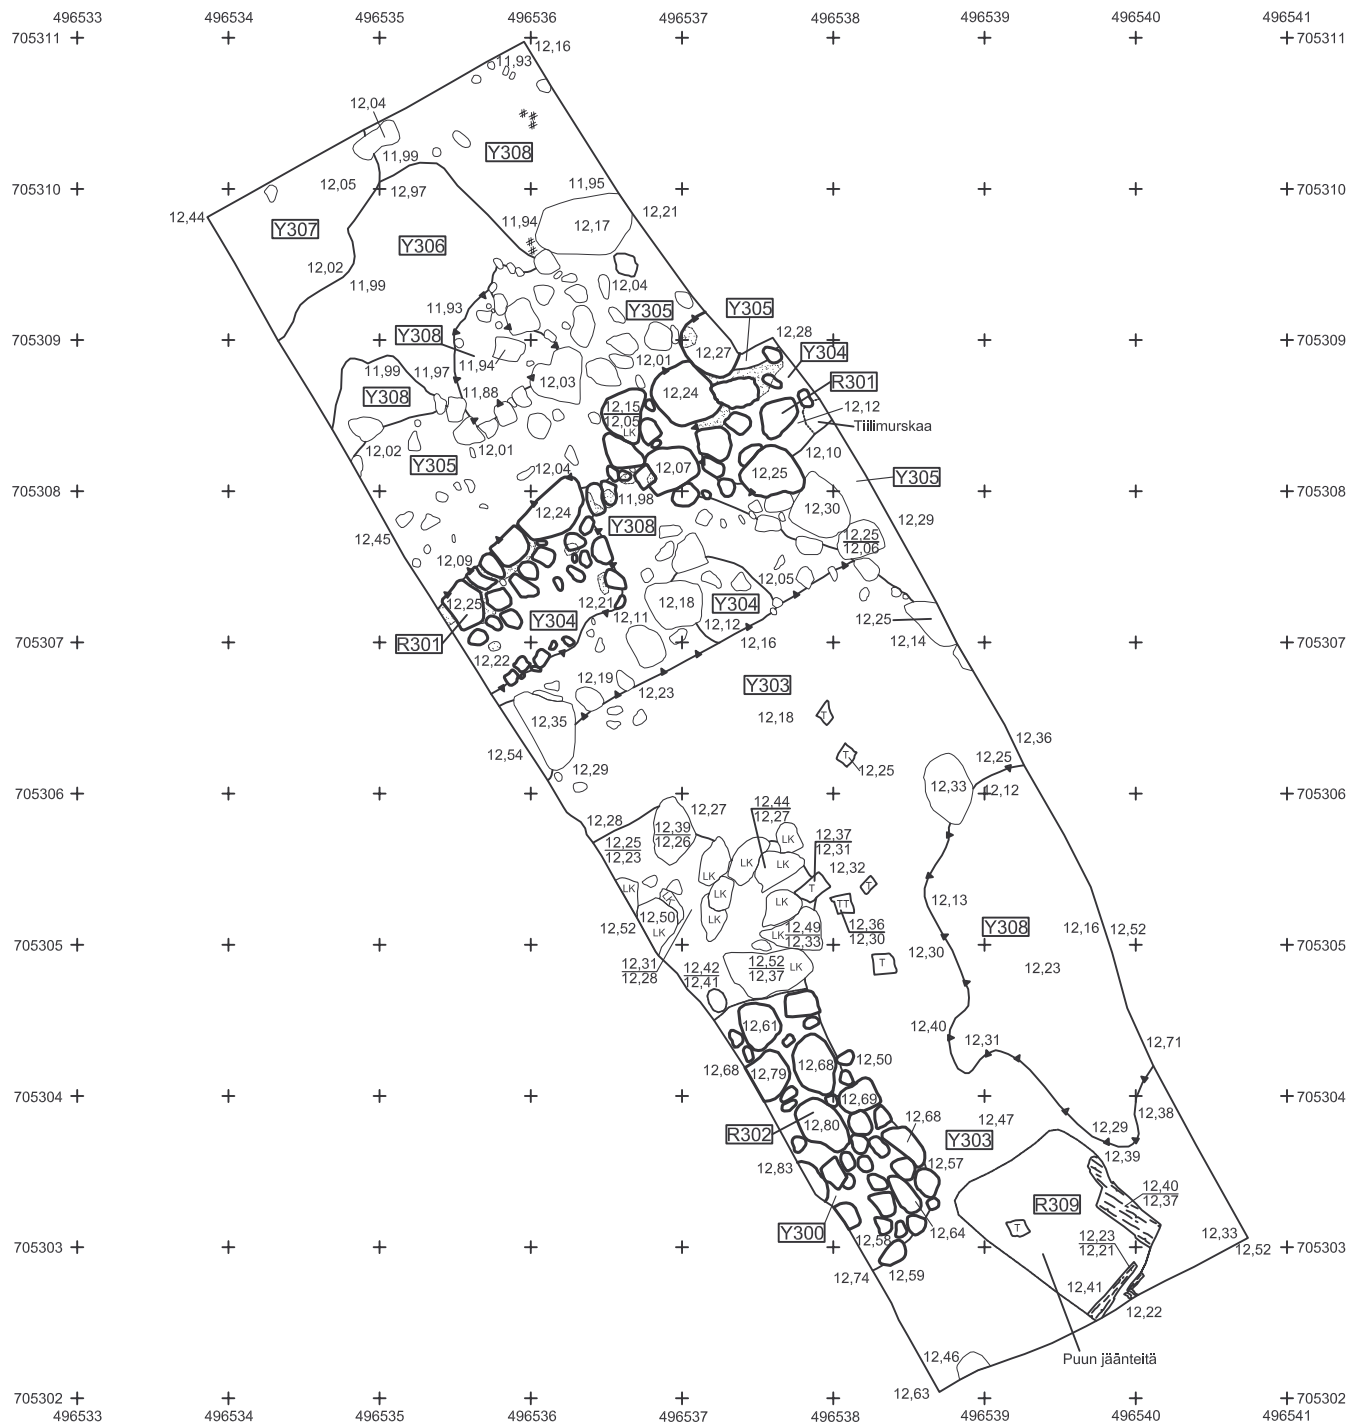 496533 496534 496535 496536 496537 496538 496539 496540 496541
705311 705311
12,16
11,93
12,04
Y308
11,99
12,05
12,97
11,95
705310 705310
12,44
Y307
11,94
12,17
12,21
Y306
12,02
11,99
12,04
11,93
Y305
Y305
Y308
12,28
705309 705309
11,94
12,01
12,27
Y304
11,99
11,97
12,03
R301
Y308
11,88
12,24
12,15
12,05
LK
12,12
Tiilimurskaa
12,02
12,01
12,10
Y305
12,04
12,07
12,25
Y305
705308 705308
11,98
12,24
Y308
12,30
12,29
12,45
12,25
12,06
12,09
12,05
12,25
12,21
12,18
Y304
12,11
12,12
12,25
Y304
R301
12,14
705307 705307
12,16
12,22
12,19
12,23
Y303
12,35
12,18
12,54
12,36
12,25
12,29
T
T
12,25
12,33
12,12
705306 705306
12,28
12,27
12,44
12,27
12,39
12,26
12,25
12,23
LK
12,37
12,31
LK
LK
LK
12,32
LK
LK
LK
T
T
12,13
12,50
LK
LK
LK
TT
12,52
12,49
12,33
LK
12,36
12,30
12,30
Y308
12,16
12,52
705305 705305
12,31
12,28
12,42
12,41
12,52
12,37
LK
T
12,23
12,61
12,40
12,31
12,71
12,68
12,79
12,68
12,50
12,69
705304 705304
12,80
12,68
12,47
12,38
R302
Y303
12,29
12,39
12,83
12,57
12,40
12,37
R309
Y300
T
12,64
12,58
12,23
12,21
12,33
12,52
705303 705303
12,74
12,59
12,41
12,22
12,46
Puun jäänteitä
12,63
705302 705302
496533 496534 496535 496536 496537 496538 496539 496540 496541